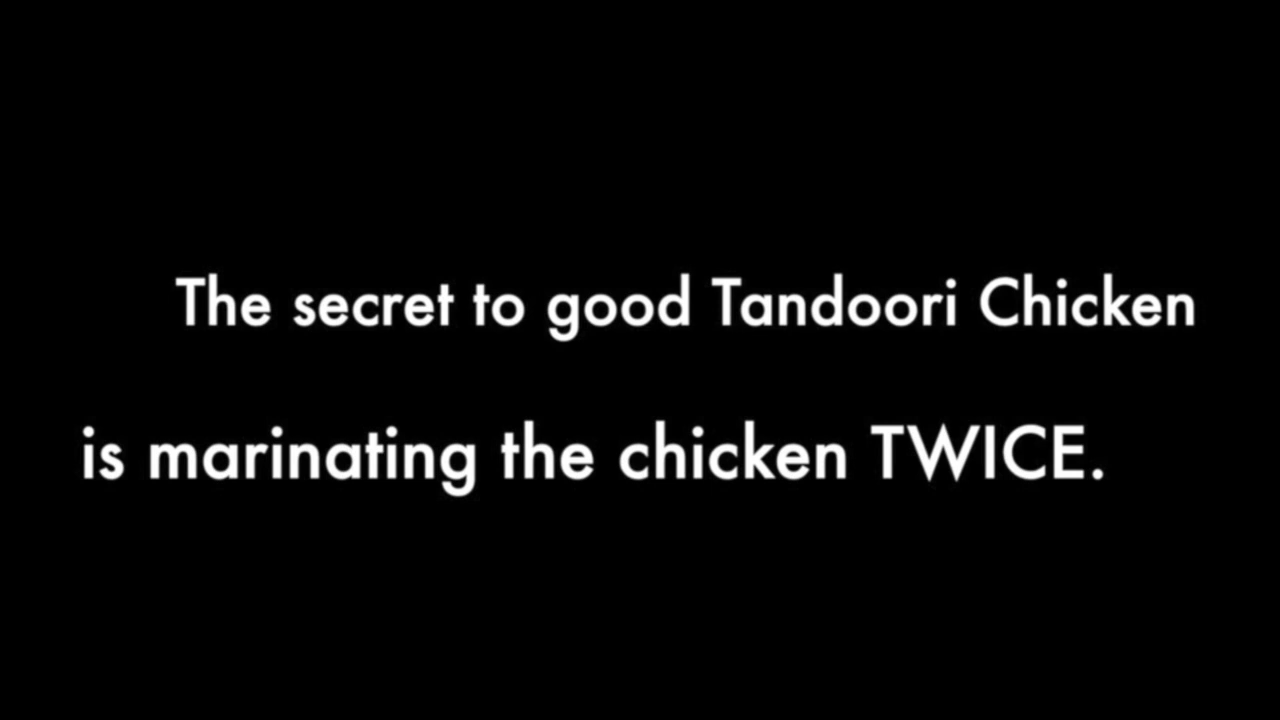 The secret to good Tandoori Chicken
is marinating the chicken TWICE.